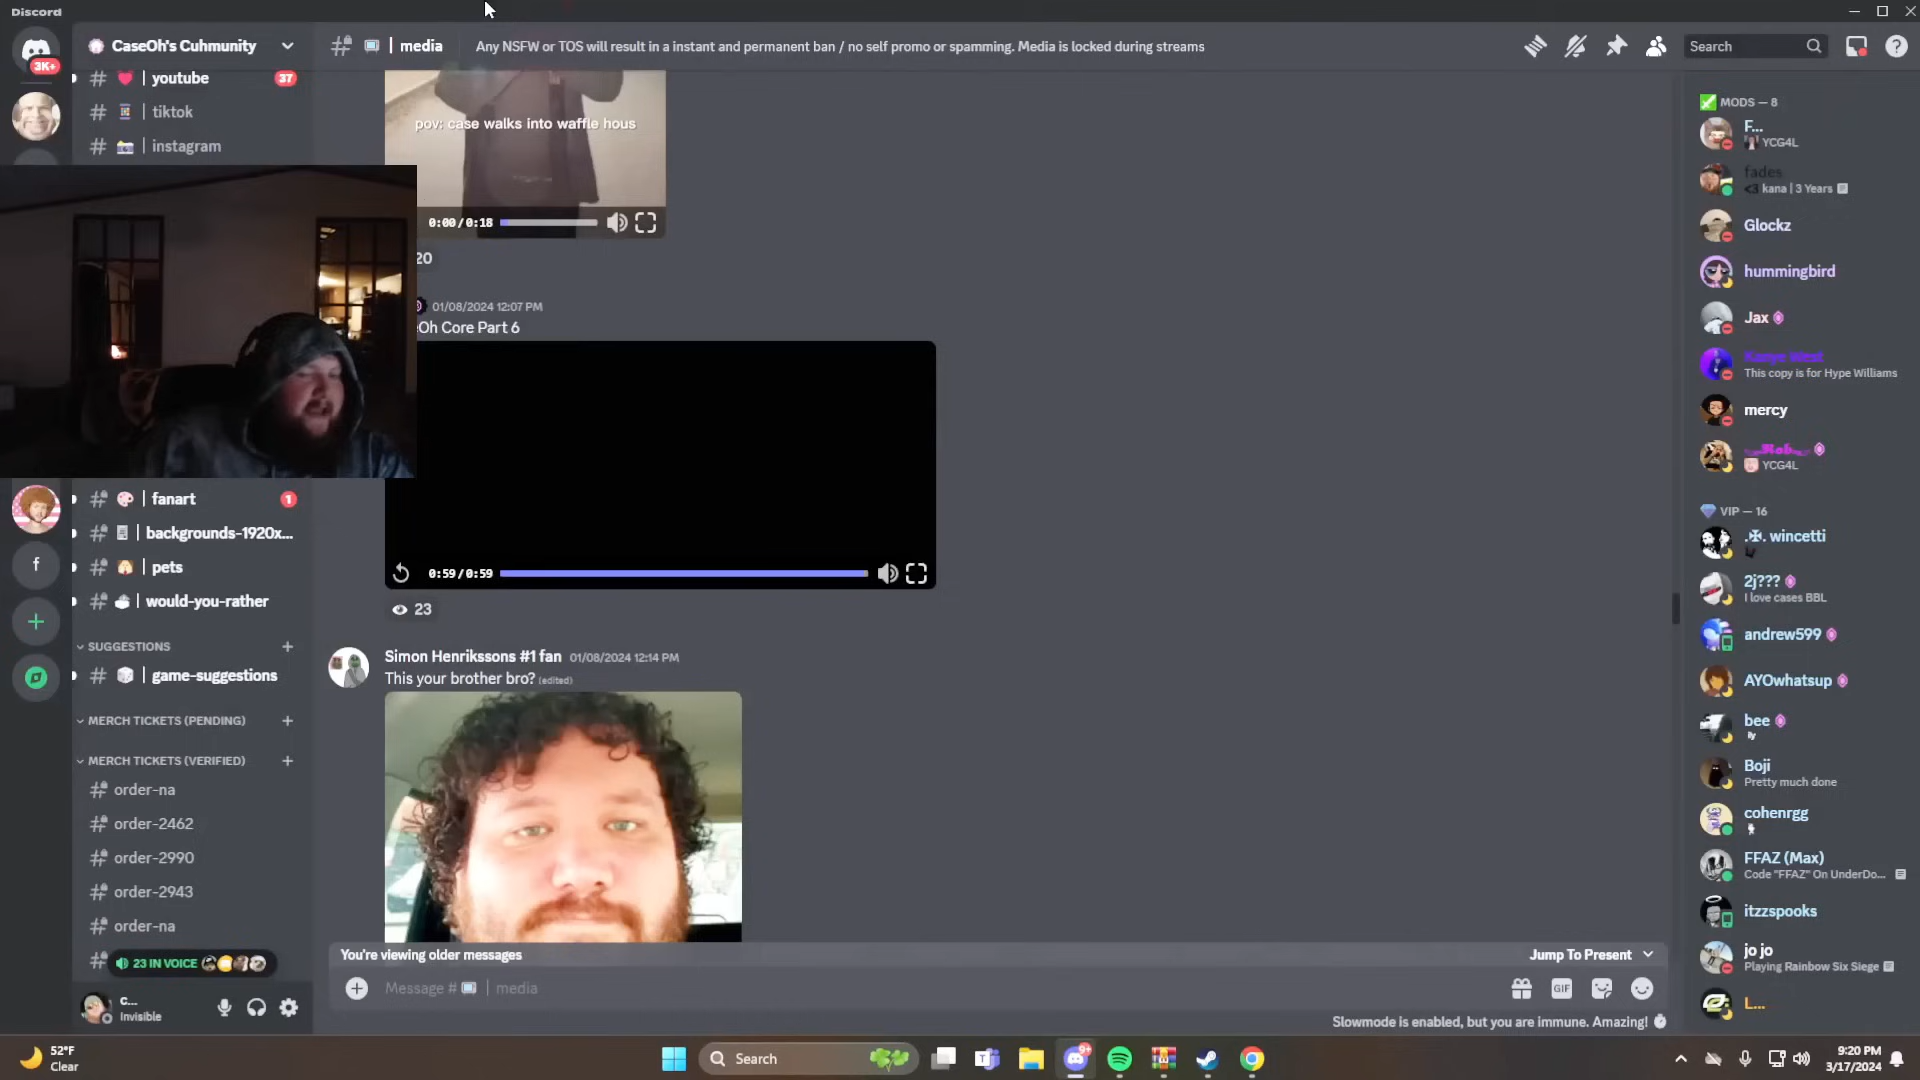 Discord
CaseOh's Cuhmunity
media
Any NSFW or TOS will result in a instant and permanent ban / no self promo or spamming. Media is locked during streams
Search
3K+
youtube
37
tiktok
instagram
fanart
1
backgrounds-1920x...
pets
would-you-rather
f
SUGGESTIONS
game-suggestions
MERCH TICKETS (PENDING)
MERCH TICKETS (VERIFIED)
order-na
order-2462
order-2990
order-2943
order-na
23 IN VOICE
C...
Invisible
pov: case walks into waffle hous
0:00/0:18
20
01/08/2024 12:07 PM
Oh Core Part 6
0:59/0:59
23
Simon Henrikssons #1 fan 01/08/2024 12:14 PM
This your brother bro? (edited)
You're viewing older messages
Jump To Present
Message # | media
GIF
Slowmode is enabled, but you are immune. Amazing!
MODS — 8
F...
YCG4L
fades
<3 kana | 3 Years
Glockz
hummingbird
Jax
Kanye West
This copy is for Hype Williams
mercy
Rab
YCG4L
VIP — 16
.✠. wincetti
2j???
I love cases BBL
andrew599
AYOwhatsup
bee
Boji
Pretty much done
cohenrgg
FFAZ (Max)
Code "FFAZ" On UnderDo...
itzzspooks
jo jo
Playing Rainbow Six Siege
L...
52°F
Clear
Search
9+
9:20 PM
3/17/2024